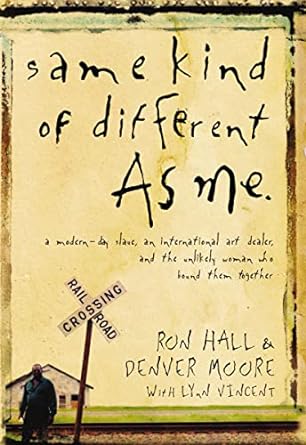 same kind
of different
As me.
a modern-day slave, an international art dealer,
and the unlikely woman who
bound them together
RAIL ROAD
CROSSING
RON HALL &
DENVER MOORE
WITH LYNN VINCENT